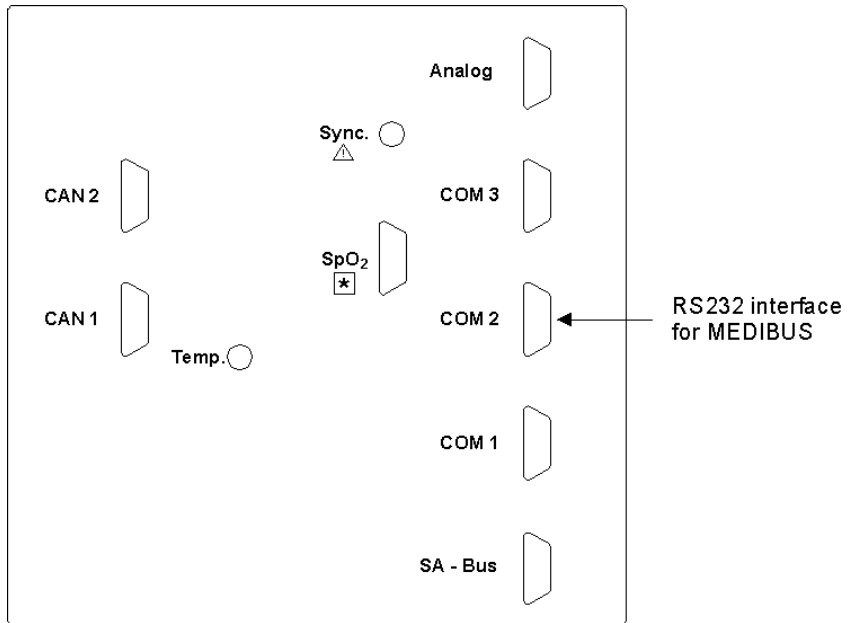 Analog
Sync.
CAN 2
COM 3
SpO₂
*
CAN 1
COM 2
RS232 interface
for MEDIBUS
Temp.
COM 1
SA - Bus